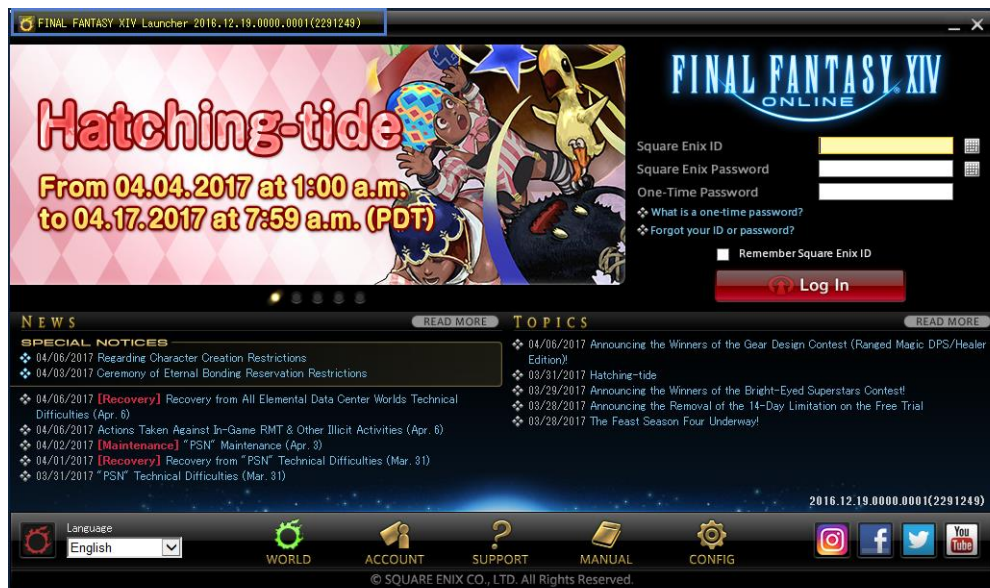 FINAL FANTASY XIV Launcher 2016.12.19.0000.0001(2291249)
Hatching-tide
From 04.04.2017 at 1:00 a.m.
to 04.17.2017 at 7:59 a.m. (PDT)
FINAL FANTASY XIV
ONLINE
Square Enix ID
Square Enix Password
One-Time Password
What is a one-time password?
Forgot your ID or password?
Remember Square Enix ID
Log In
NEWS
READ MORE
SPECIAL NOTICES
04/06/2017 Regarding Character Creation Restrictions
04/03/2017 Ceremony of Eternal Bonding Reservation Restrictions
04/06/2017 [Recovery] Recovery from All Elemental Data Center Worlds Technical
Difficulties (Apr. 6)
04/06/2017 Actions Taken Against In-Game RMT & Other Illicit Activities (Apr. 6)
04/02/2017 [Maintenance] "PSN" Maintenance (Apr. 3)
04/01/2017 [Recovery] Recovery from "PSN" Technical Difficulties (Mar. 31)
03/31/2017 "PSN" Technical Difficulties (Mar. 31)
TOPICS
READ MORE
04/06/2017 Announcing the Winners of the Gear Design Contest (Ranged Magic DPS/Healer
Edition)!
03/31/2017 Hatching-tide
03/29/2017 Announcing the Winners of the Bright-Eyed Superstars Contest!
03/28/2017 Announcing the Removal of the 14-Day Limitation on the Free Trial
03/28/2017 The Feast Season Four Underway!
2016.12.19.0000.0001(2291249)
Language
English
WORLD
ACCOUNT
SUPPORT
MANUAL
CONFIG
You
Tube
© SQUARE ENIX CO., LTD. All Rights Reserved.